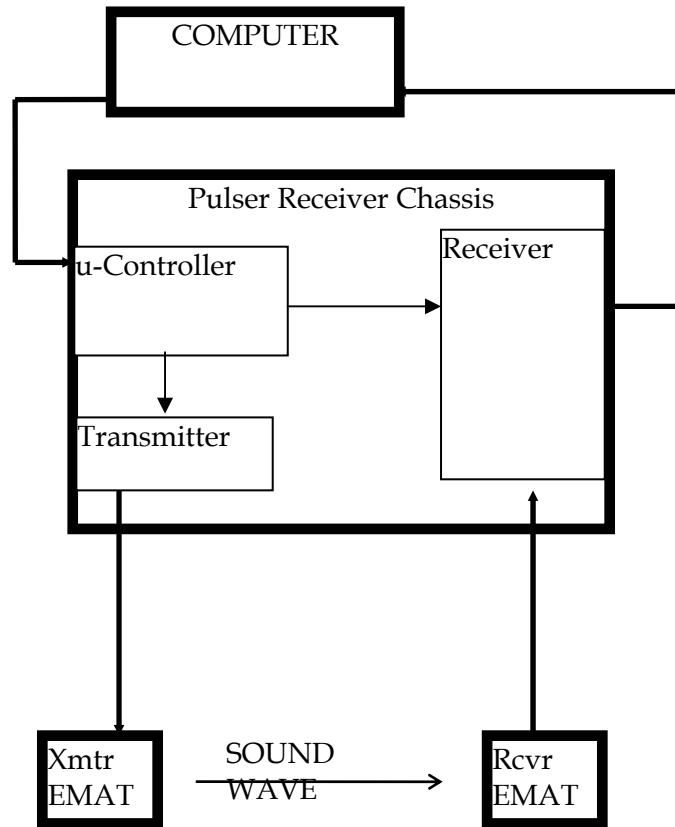 COMPUTER
Pulser Receiver Chassis
u-Controller
Receiver
Transmitter
Xmtr
EMAT
SOUND
WAVE
Rcvr
EMAT